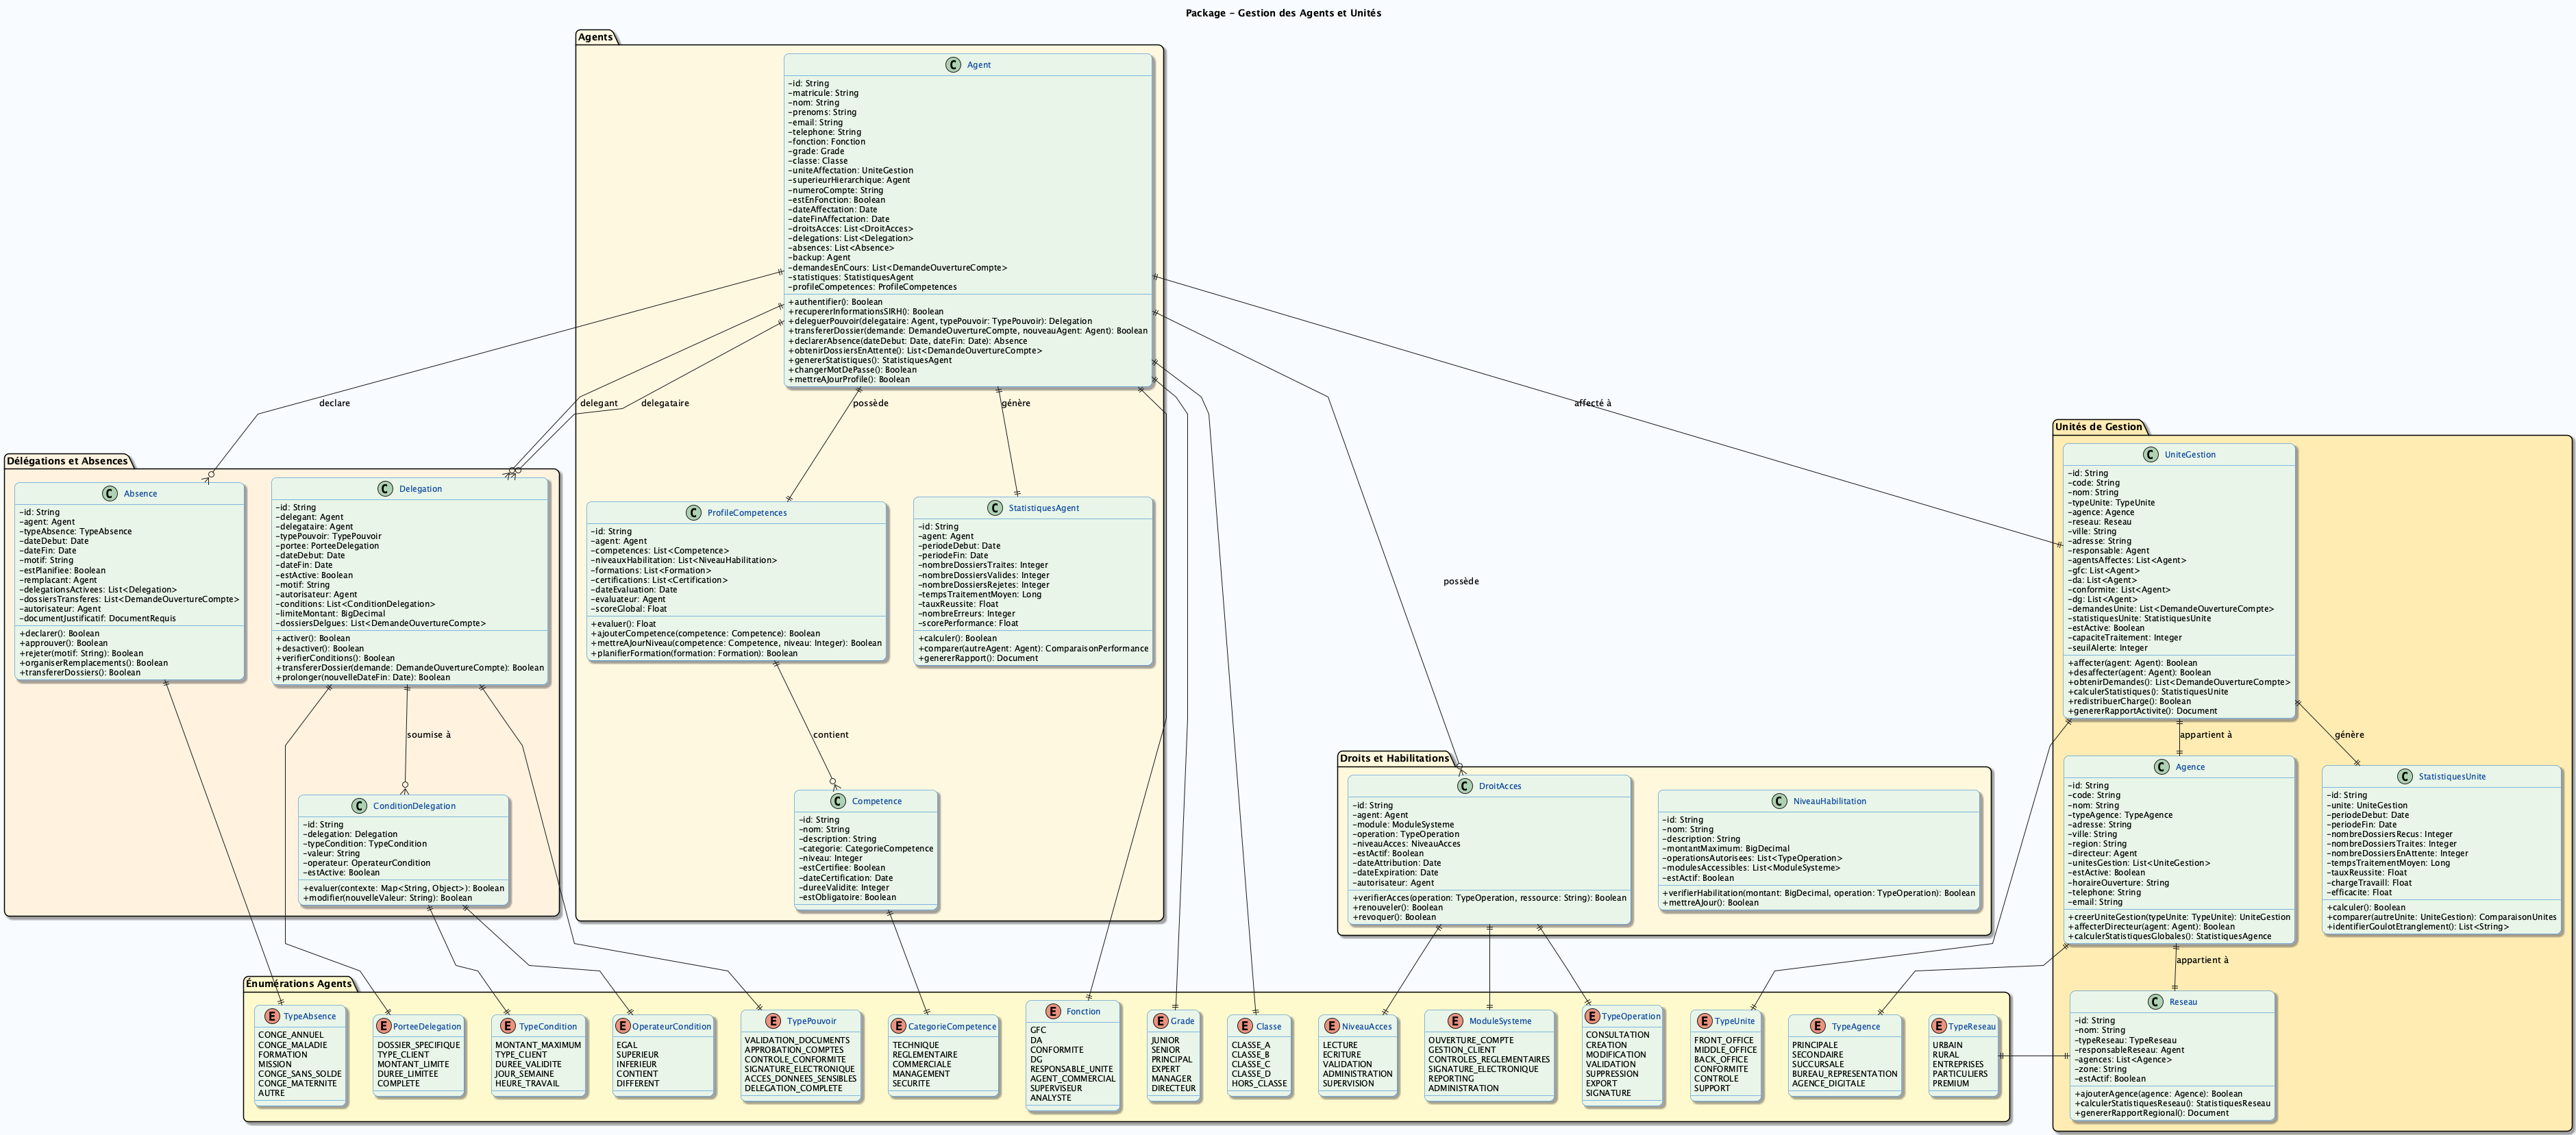 Package - Gestion des Agents et Unités
Agents
C Agent
-id: String
-matricule: String
-nom: String
-prenoms: String
-email: String
-telephone: String
-fonction: Fonction
-grade: Grade
-classe: Classe
-uniteAffectation: UniteGestion
-superieurHierarchique: Agent
-numeroCompte: String
-estEnFonction: Boolean
-dateAffectation: Date
-dateFinAffectation: Date
-droitsAcces: List<DroitAcces>
-delegations: List<Delegation>
-absences: List<Absence>
-backup: Agent
-demandesEnCours: List<DemandeOuvertureCompte>
-statistiques: StatistiquesAgent
-profileCompetences: ProfileCompetences
+authentifier(): Boolean
+recupererInformationsSIRH(): Boolean
+deleguerPouvoir(delegataire: Agent, typePouvoir: TypePouvoir): Delegation
+transfererDossier(demande: DemandeOuvertureCompte, nouveauAgent: Agent): Boolean
+declarerAbsence(dateDebut: Date, dateFin: Date): Absence
+obtenirDossiersEnAttente(): List<DemandeOuvertureCompte>
+genererStatistiques(): StatistiquesAgent
+changerMotDePasse(): Boolean
+mettreAJourProfile(): Boolean
declare
delegant
delegataire
possède
génère
affecté à
possède
Délégations et Absences
C Absence
-id: String
-agent: Agent
-typeAbsence: TypeAbsence
-dateDebut: Date
-dateFin: Date
-motif: String
-estPlanifiee: Boolean
-remplacant: Agent
-delegationsActivees: List<Delegation>
-dossiersTransferes: List<DemandeOuvertureCompte>
-autorisateur: Agent
-documentJustificatif: DocumentRequis
+declarer(): Boolean
+approuver(): Boolean
+rejeter(motif: String): Boolean
+organiserRemplacements(): Boolean
+transfererDossiers(): Boolean
C Delegation
-id: String
-delegant: Agent
-delegataire: Agent
-typePouvoir: TypePouvoir
-portee: PorteeDelegation
-dateDebut: Date
-dateFin: Date
-estActive: Boolean
-motif: String
-autorisateur: Agent
-conditions: List<ConditionDelegation>
-limiteMontant: BigDecimal
-dossiersDelgues: List<DemandeOuvertureCompte>
+activer(): Boolean
+desactiver(): Boolean
+verifierConditions(): Boolean
+transfererDossier(demande: DemandeOuvertureCompte): Boolean
+prolonger(nouvelleDateFin: Date): Boolean
soumise à
C ConditionDelegation
-id: String
-delegation: Delegation
-typeCondition: TypeCondition
-valeur: String
-operateur: OperateurCondition
-estActive: Boolean
+evaluer(contexte: Map<String, Object>): Boolean
+modifier(nouvelleValeur: String): Boolean
C ProfileCompetences
-id: String
-agent: Agent
-competences: List<Competence>
-niveauxHabilitation: List<NiveauHabilitation>
-formations: List<Formation>
-certifications: List<Certification>
-dateEvaluation: Date
-evaluateur: Agent
-scoreGlobal: Float
+evaluer(): Float
+ajouterCompetence(competence: Competence): Boolean
+mettreAJourNiveau(competence: Competence, niveau: Integer): Boolean
+planifierFormation(formation: Formation): Boolean
C StatistiquesAgent
-id: String
-agent: Agent
-periodeDebut: Date
-periodeFin: Date
-nombreDossiersTraites: Integer
-nombreDossiersValides: Integer
-nombreDossiersRejetes: Integer
-tempsTraitementMoyen: Long
-tauxReussite: Float
-nombreErreurs: Integer
-scorePerformance: Float
+calculer(): Boolean
+comparer(autreAgent: Agent): ComparaisonPerformance
+genererRapport(): Document
contient
C Competence
-id: String
-nom: String
-description: String
-categorie: CategorieCompetence
-niveau: Integer
-estCertifiee: Boolean
-dateCertification: Date
-dureeValidite: Integer
-estObligatoire: Boolean
Droits et Habilitations
C DroitAcces
-id: String
-agent: Agent
-module: ModuleSysteme
-operation: TypeOperation
-niveauAcces: NiveauAcces
-estActif: Boolean
-dateAttribution: Date
-dateExpiration: Date
-autorisateur: Agent
+verifierAcces(operation: TypeOperation, ressource: String): Boolean
+renouveler(): Boolean
+revoquer(): Boolean
C NiveauHabilitation
-id: String
-nom: String
-description: String
-montantMaximum: BigDecimal
-operationsAutorisees: List<TypeOperation>
-modulesAccessibles: List<ModuleSysteme>
-estActif: Boolean
+verifierHabilitation(montant: BigDecimal, operation: TypeOperation): Boolean
+mettreAJour(): Boolean
Unités de Gestion
C UniteGestion
-id: String
-code: String
-nom: String
-typeUnite: TypeUnite
-agence: Agence
-reseau: Reseau
-ville: String
-adresse: String
-responsable: Agent
-agentsAffectes: List<Agent>
-gfc: List<Agent>
-da: List<Agent>
-conformite: List<Agent>
-dg: List<Agent>
-demandesUnite: List<DemandeOuvertureCompte>
-statistiquesUnite: StatistiquesUnite
-estActive: Boolean
-capaciteTraitement: Integer
-seuilAlerte: Integer
+affecter(agent: Agent): Boolean
+desaffecter(agent: Agent): Boolean
+obtenirDemandes(): List<DemandeOuvertureCompte>
+calculerStatistiques(): StatistiquesUnite
+redistribuerCharge(): Boolean
+genererRapportActivite(): Document
appartient à
génère
C Agence
-id: String
-code: String
-nom: String
-typeAgence: TypeAgence
-adresse: String
-ville: String
-region: String
-directeur: Agent
-unitesGestion: List<UniteGestion>
-estActive: Boolean
-horaireOuverture: String
-telephone: String
-email: String
+creerUniteGestion(typeUnite: TypeUnite): UniteGestion
+affecterDirecteur(agent: Agent): Boolean
+calculerStatistiquesGlobales(): StatistiquesAgence
C StatistiquesUnite
-id: String
-unite: UniteGestion
-periodeDebut: Date
-periodeFin: Date
-nombreDossiersRecus: Integer
-nombreDossiersTraites: Integer
-nombreDossiersEnAttente: Integer
-tempsTraitementMoyen: Long
-tauxReussite: Float
-chargeTravaill: Float
-efficacite: Float
+calculer(): Boolean
+comparer(autreUnite: UniteGestion): ComparaisonUnites
+identifierGoulotEtranglement(): List<String>
appartient à
C Reseau
-id: String
-nom: String
-typeReseau: TypeReseau
-responsableReseau: Agent
-agences: List<Agence>
-zone: String
-estActif: Boolean
+ajouterAgence(agence: Agence): Boolean
+calculerStatistiquesReseau(): StatistiquesReseau
+genererRapportRegional(): Document
Énumérations Agents
E TypeAbsence
CONGE_ANNUEL
CONGE_MALADIE
FORMATION
MISSION
CONGE_SANS_SOLDE
CONGE_MATERNITE
AUTRE
E PorteeDelegation
DOSSIER_SPECIFIQUE
TYPE_CLIENT
MONTANT_LIMITE
DUREE_LIMITEE
COMPLETE
E TypeCondition
MONTANT_MAXIMUM
TYPE_CLIENT
DUREE_VALIDITE
JOUR_SEMAINE
HEURE_TRAVAIL
E OperateurCondition
EGAL
SUPERIEUR
INFERIEUR
CONTIENT
DIFFERENT
E TypePouvoir
VALIDATION_DOCUMENTS
APPROBATION_COMPTES
CONTROLE_CONFORMITE
SIGNATURE_ELECTRONIQUE
ACCES_DONNEES_SENSIBLES
DELEGATION_COMPLETE
E CategorieCompetence
TECHNIQUE
REGLEMENTAIRE
COMMERCIALE
MANAGEMENT
SECURITE
E Fonction
GFC
DA
CONFORMITE
DG
RESPONSABLE_UNITE
AGENT_COMMERCIAL
SUPERVISEUR
ANALYSTE
E Grade
JUNIOR
SENIOR
PRINCIPAL
EXPERT
MANAGER
DIRECTEUR
E Classe
CLASSE_A
CLASSE_B
CLASSE_C
CLASSE_D
HORS_CLASSE
E NiveauAcces
LECTURE
ECRITURE
VALIDATION
ADMINISTRATION
SUPERVISION
E ModuleSysteme
OUVERTURE_COMPTE
GESTION_CLIENT
CONTROLES_REGLEMENTAIRES
SIGNATURE_ELECTRONIQUE
REPORTING
ADMINISTRATION
E TypeOperation
CONSULTATION
CREATION
MODIFICATION
VALIDATION
SUPPRESSION
EXPORT
SIGNATURE
E TypeUnite
FRONT_OFFICE
MIDDLE_OFFICE
BACK_OFFICE
CONFORMITE
CONTROLE
SUPPORT
E TypeAgence
PRINCIPALE
SECONDAIRE
SUCCURSALE
BUREAU_REPRESENTATION
AGENCE_DIGITALE
E TypeReseau
URBAIN
RURAL
ENTREPRISES
PARTICULIERS
PREMIUM